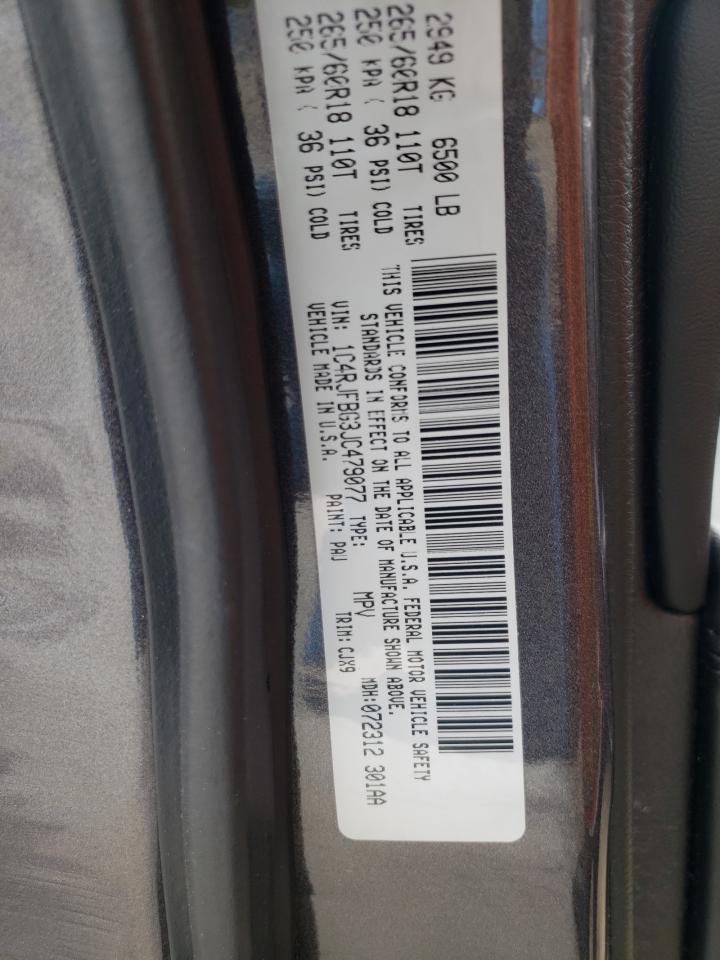 2949 KG 6500 LB
265/60R18 110T TIRES
250 KPA ( 36 PSI) COLD
265/60R18 110T TIRES
250 KPA ( 36 PSI) COLD
THIS VEHICLE CONFORMS TO ALL APPLICABLE U.S.A. FEDERAL MOTOR VEHICLE SAFETY
STANDARDS IN EFFECT ON THE DATE OF MANUFACTURE SHOWN ABOVE.
VIN: 1C4RJFBG3JC479077 TYPE: MPV MDH:072312 301AA
VEHICLE MADE IN U.S.A. PAINT: PAU TRIM: CJX9